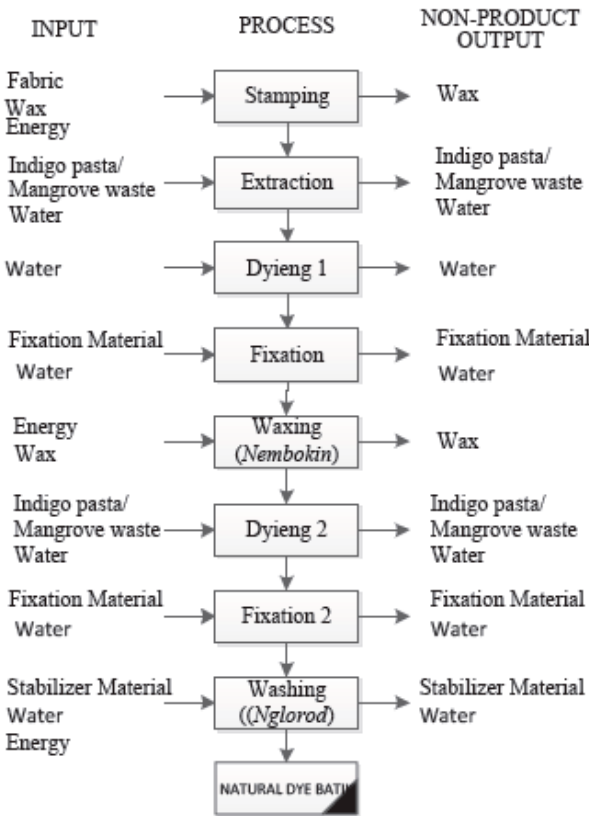 INPUT
PROCESS
NON-PRODUCT
OUTPUT
Fabric
Wax
Energy
Stamping
Wax
Indigo pasta/
Mangrove waste
Water
Extraction
Indigo pasta/
Mangrove waste
Water
Water
Dyieng 1
Water
Fixation Material
Water
Fixation
Fixation Material
Water
Energy
Wax
Waxing
(Nembokin)
Wax
Indigo pasta/
Mangrove waste
Water
Dyieng 2
Indigo pasta/
Mangrove waste
Water
Fixation Material
Water
Fixation 2
Fixation Material
Water
Stabilizer Material
Water
Energy
Washing
((Nglorod)
Stabilizer Material
Water
NATURAL DYE BATI